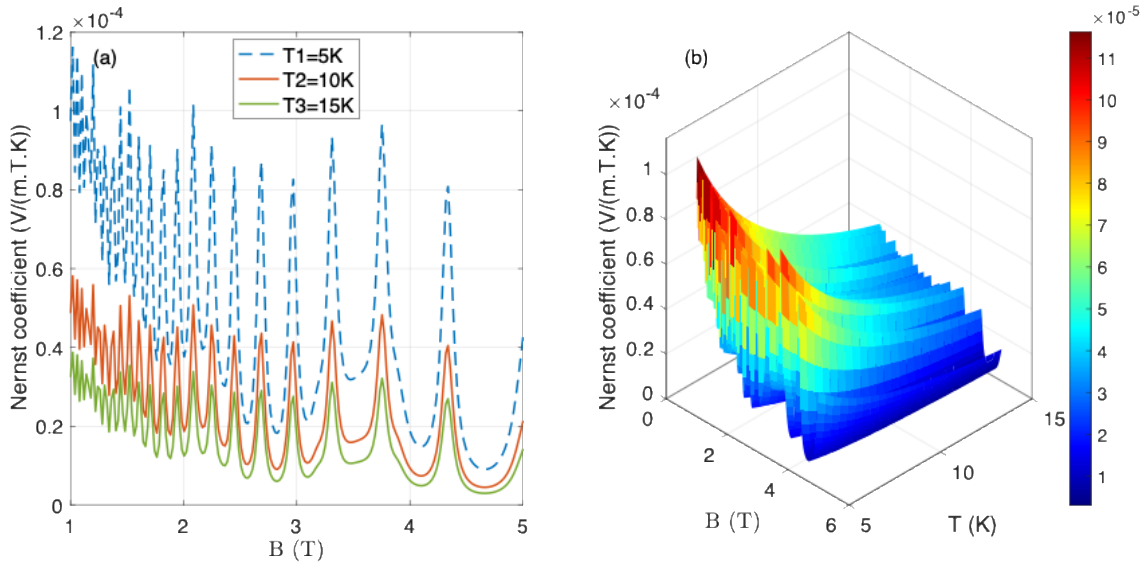 ×10-4
(a)
T1=5K
T2=10K
T3=15K
Nernst coefficient (V/(m.T.K))
1.2
1
0.8
0.6
0.4
0.2
0
1 2 3 4 5
B (T)
(b)
×10-4
Nernst coefficient (V/(m.T.K))
1
0.8
0.6
0.4
0.2
0
0 2 4 6
B (T)
5 10 15
T (K)
×10-5
11
10
9
8
7
6
5
4
3
2
1